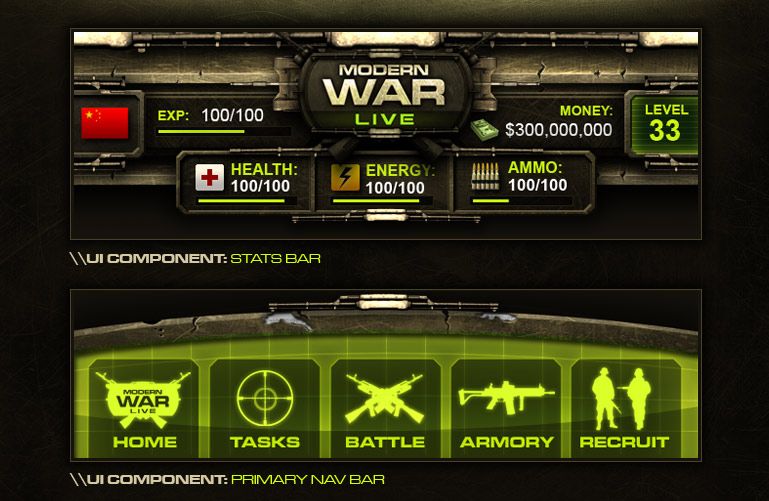 MODERN
WAR
LIVE
EXP: 100/100
MONEY:
$300,000,000
LEVEL
33
HEALTH:
100/100
ENERGY:
100/100
AMMO:
100/100
\\UI COMPONENT: STATS BAR
MODERN
WAR
LIVE
HOME
TASKS
BATTLE
ARMORY
RECRUIT
\\UI COMPONENT: PRIMARY NAV BAR